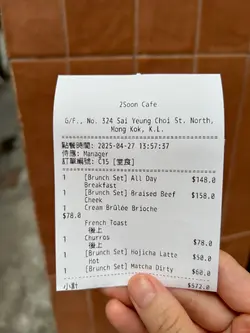 2Soon Cafe
G/F., No. 324 Sai Yeung Choi St. North,
Mong Kok, K.L.
點餐時間: 2025-04-27 13:57:37
侍應: Manager
訂單編號: C15 [堂食]
1 [Brunch Set] All Day $148.0
Breakfast
1 [Brunch Set] Braised Beef $158.0
Cheek
1 Cream Brûlée Brioche
$78.0
French Toast
後上
1 Churros $78.0
後上
1 [Brunch Set] Hojicha Latte $50.0
Hot
1 [Brunch Set] Matcha Dirty $60.0
小計 $572.0